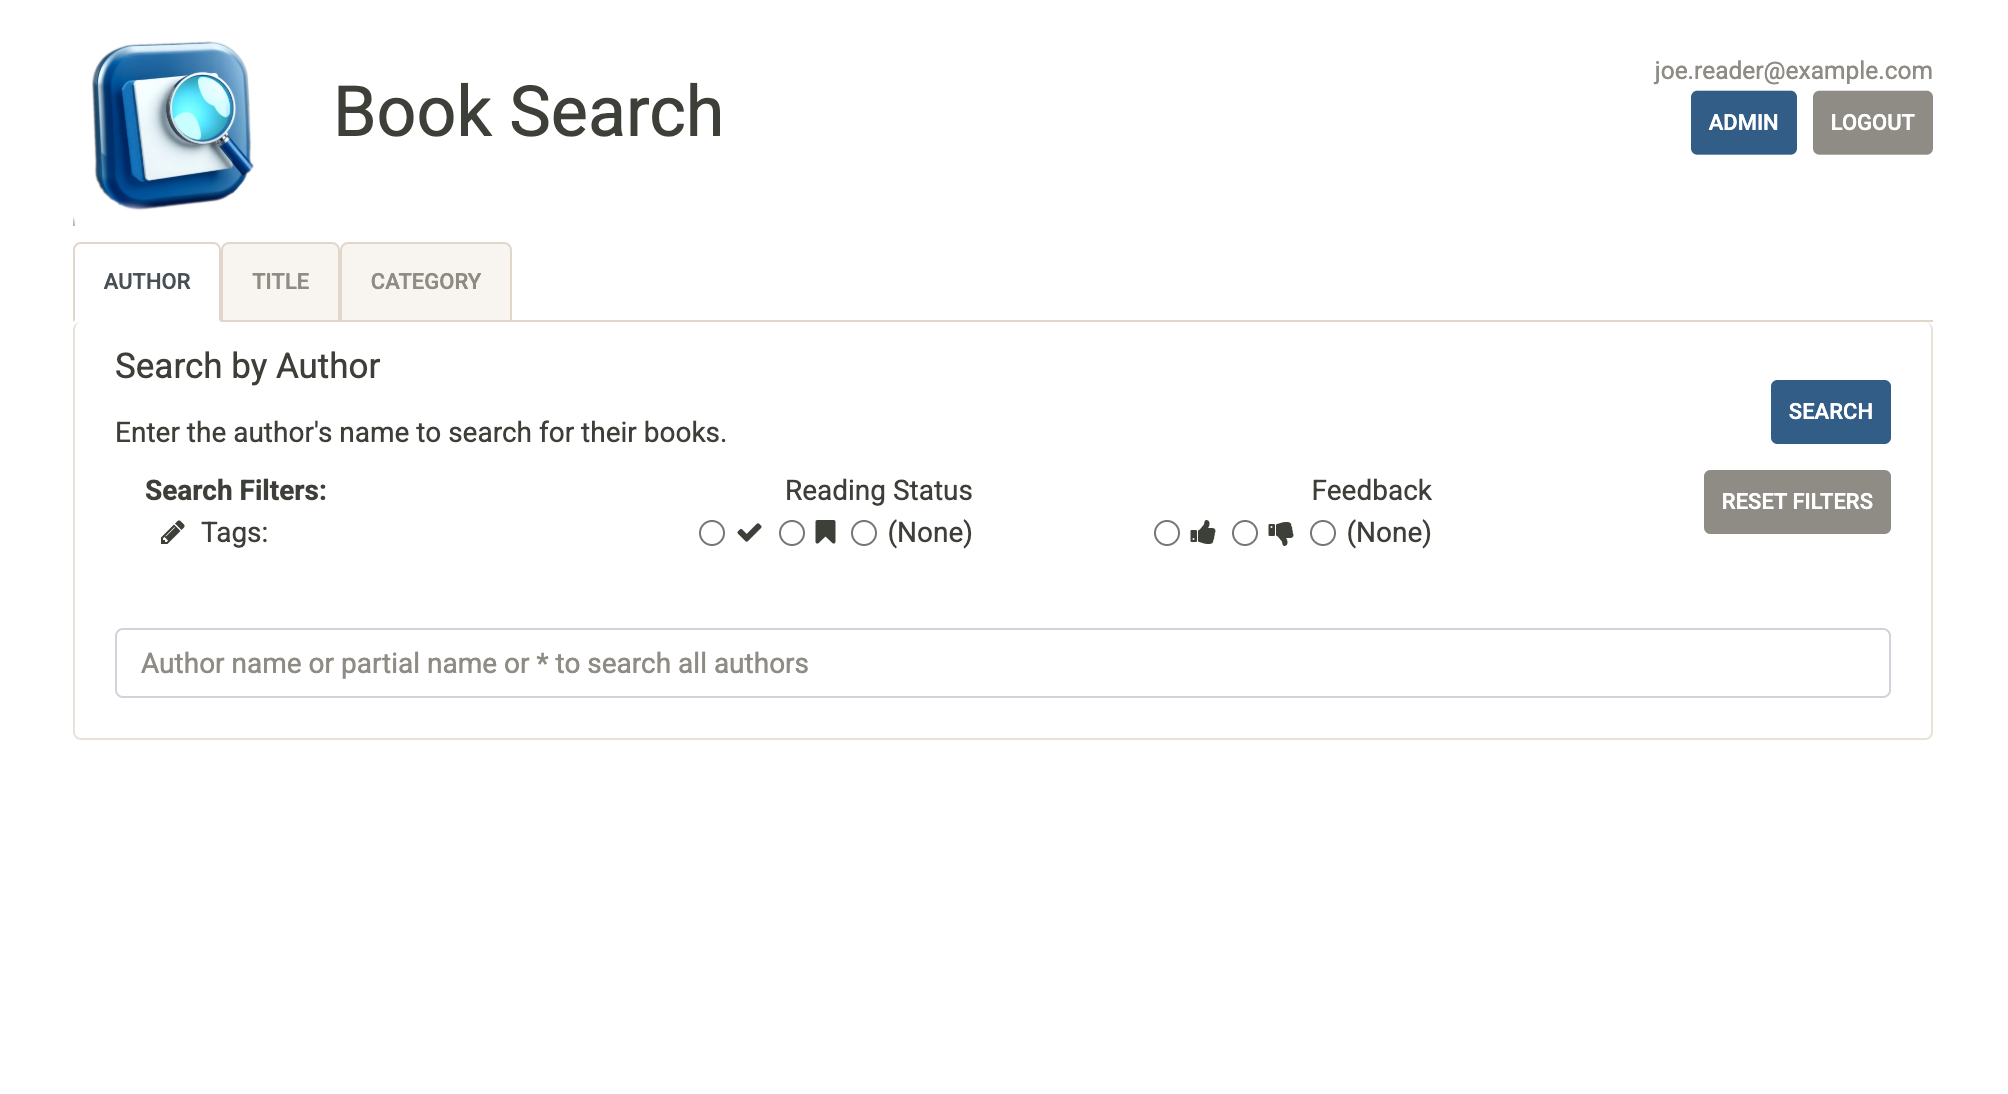 Book Search
joe.reader@example.com
ADMIN LOGOUT
AUTHOR TITLE CATEGORY
Search by Author
SEARCH
Enter the author's name to search for their books.
Search Filters: Reading Status Feedback
RESET FILTERS
Tags: (None) (None)
Author name or partial name or * to search all authors